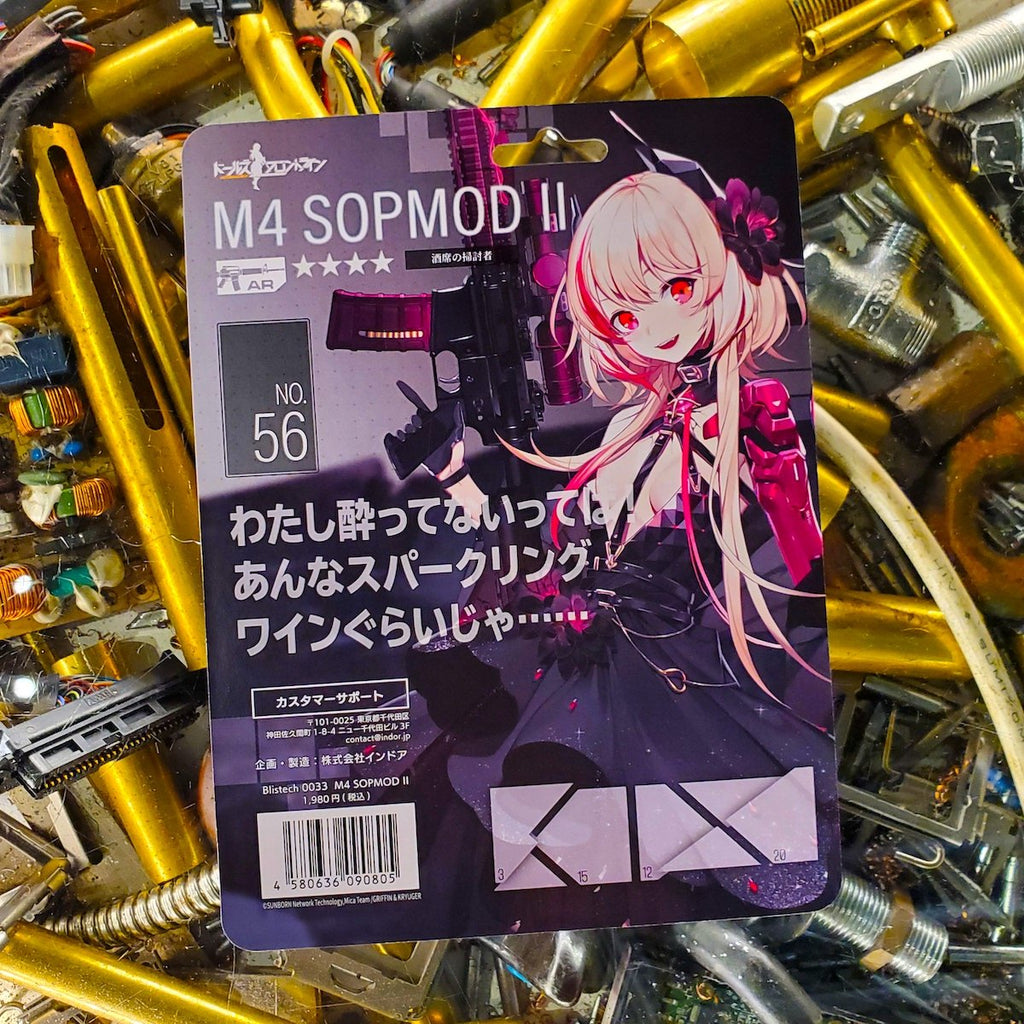 ドールズフロントライン
M4 SOPMOD II
AR ★★★★ 酒席の掃討者
NO.
56
わたし酔ってないってば！
あんなスパークリング
ワインぐらいじゃ……
カスタマーサポート
〒101-0025 東京都千代田区
神田佐久間町 1-8-4 ニュー千代田ビル 3F
contact@indor.jp
企画・製造：株式会社インドア
Blistech 0033 M4 SOPMOD II
1,980 円 ( 税込 )
4 580636 090805
©SUNBORN Network Technology,Mica Team /GRIFFIN & KRYUGER
3 15 12 20